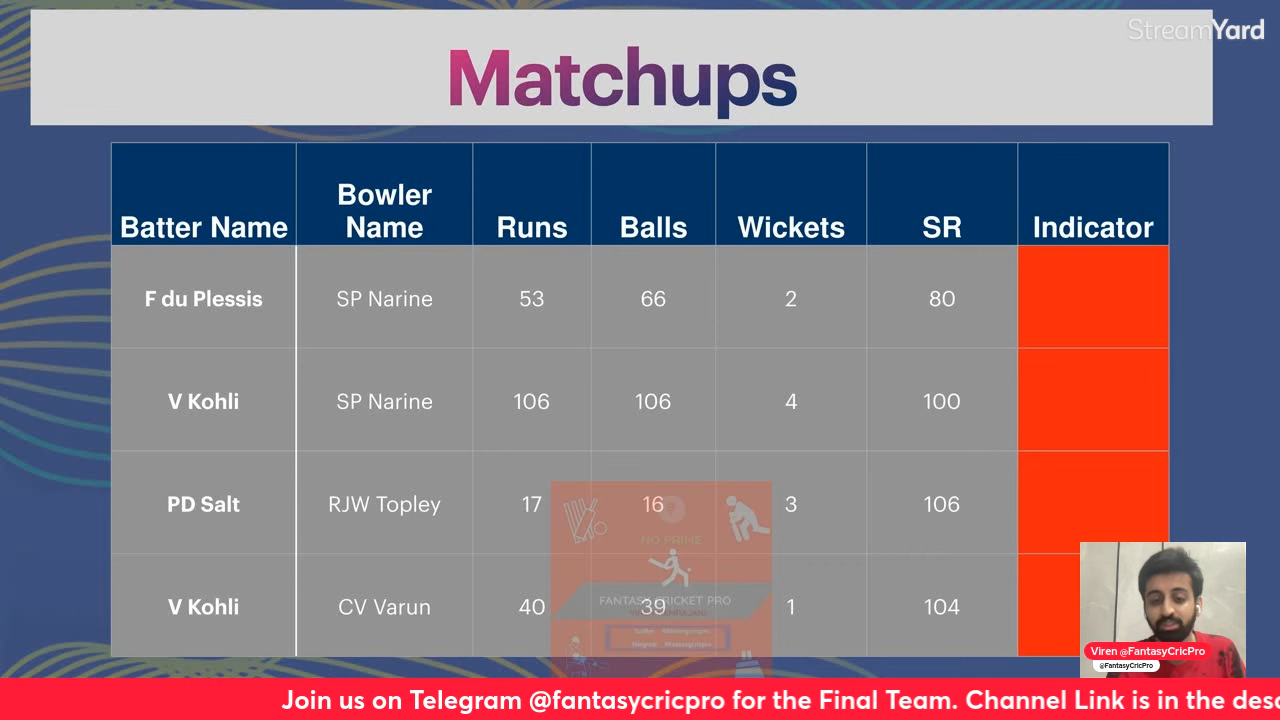 StreamYard
Matchups
Batter Name Bowler Name Runs Balls Wickets SR Indicator
F du Plessis SP Narine 53 66 2 80
V Kohli SP Narine 106 106 4 100
PD Salt RJW Topley 17 16 3 106
NO PRIME
FANTASY CRICKET PRO
V Kohli CV Varun 40 39 1 104
Viren @FantasyCricPro
@FantasyCricPro
Join us on Telegram @fantasycricpro for the Final Team. Channel Link is in the desc